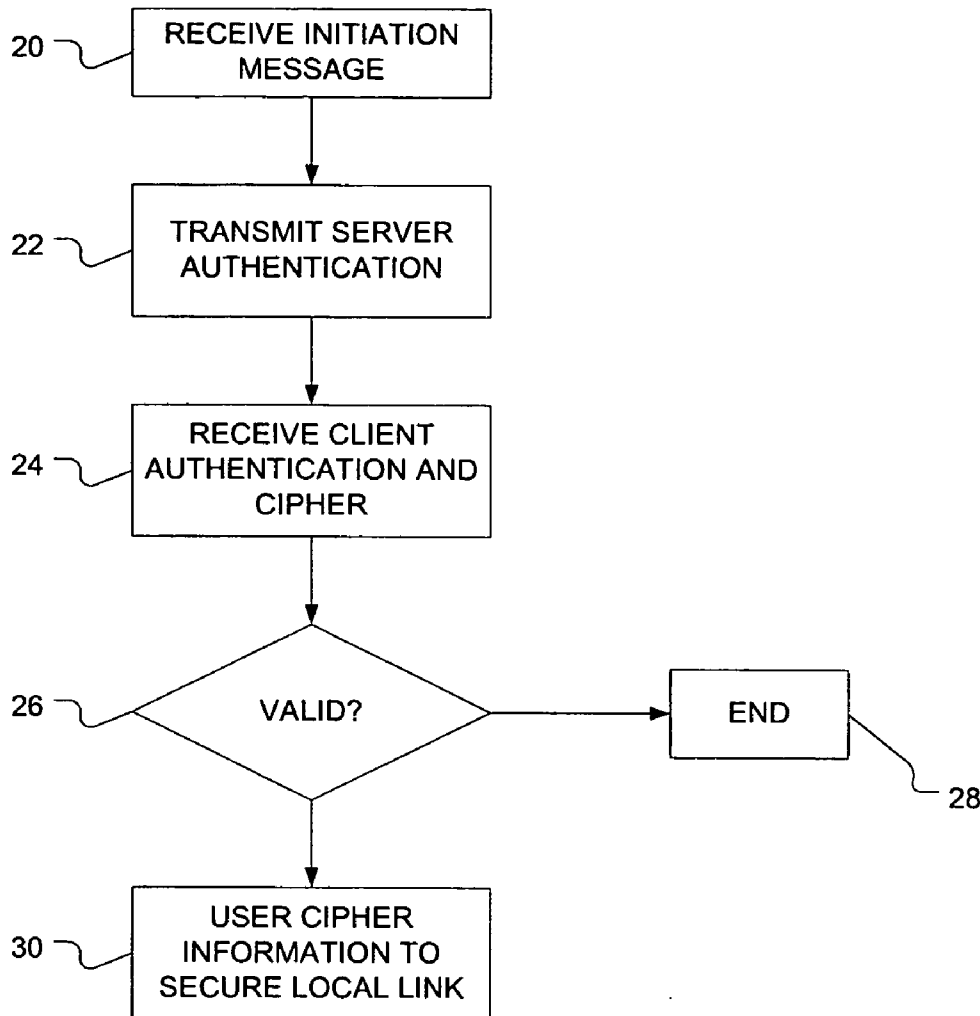 20
RECEIVE INITIATION
MESSAGE
22
TRANSMIT SERVER
AUTHENTICATION
24
RECEIVE CLIENT
AUTHENTICATION AND
CIPHER
26
VALID?
END
28
30
USER CIPHER
INFORMATION TO
SECURE LOCAL LINK